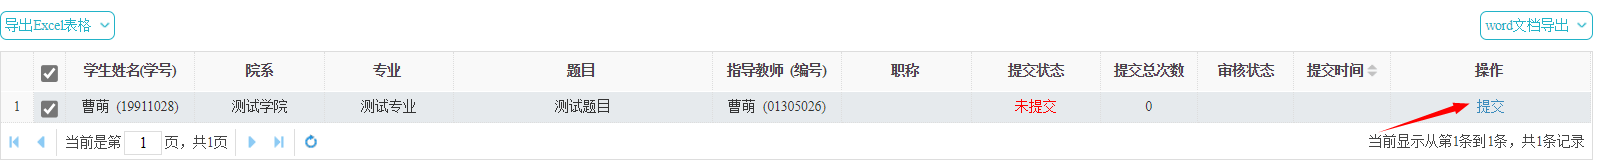 导出Excel表格 word文档导出
学生姓名(学号) 院系 专业 题目 指导教师 (编号) 职称 提交状态 提交总次数 审核状态 提交时间 操作
1 曹萌 (19911028) 测试学院 测试专业 测试题目 曹萌 (01305026) 未提交 0 提交
当前是第 1 页，共1页 当前显示从第1条到1条，共1条记录